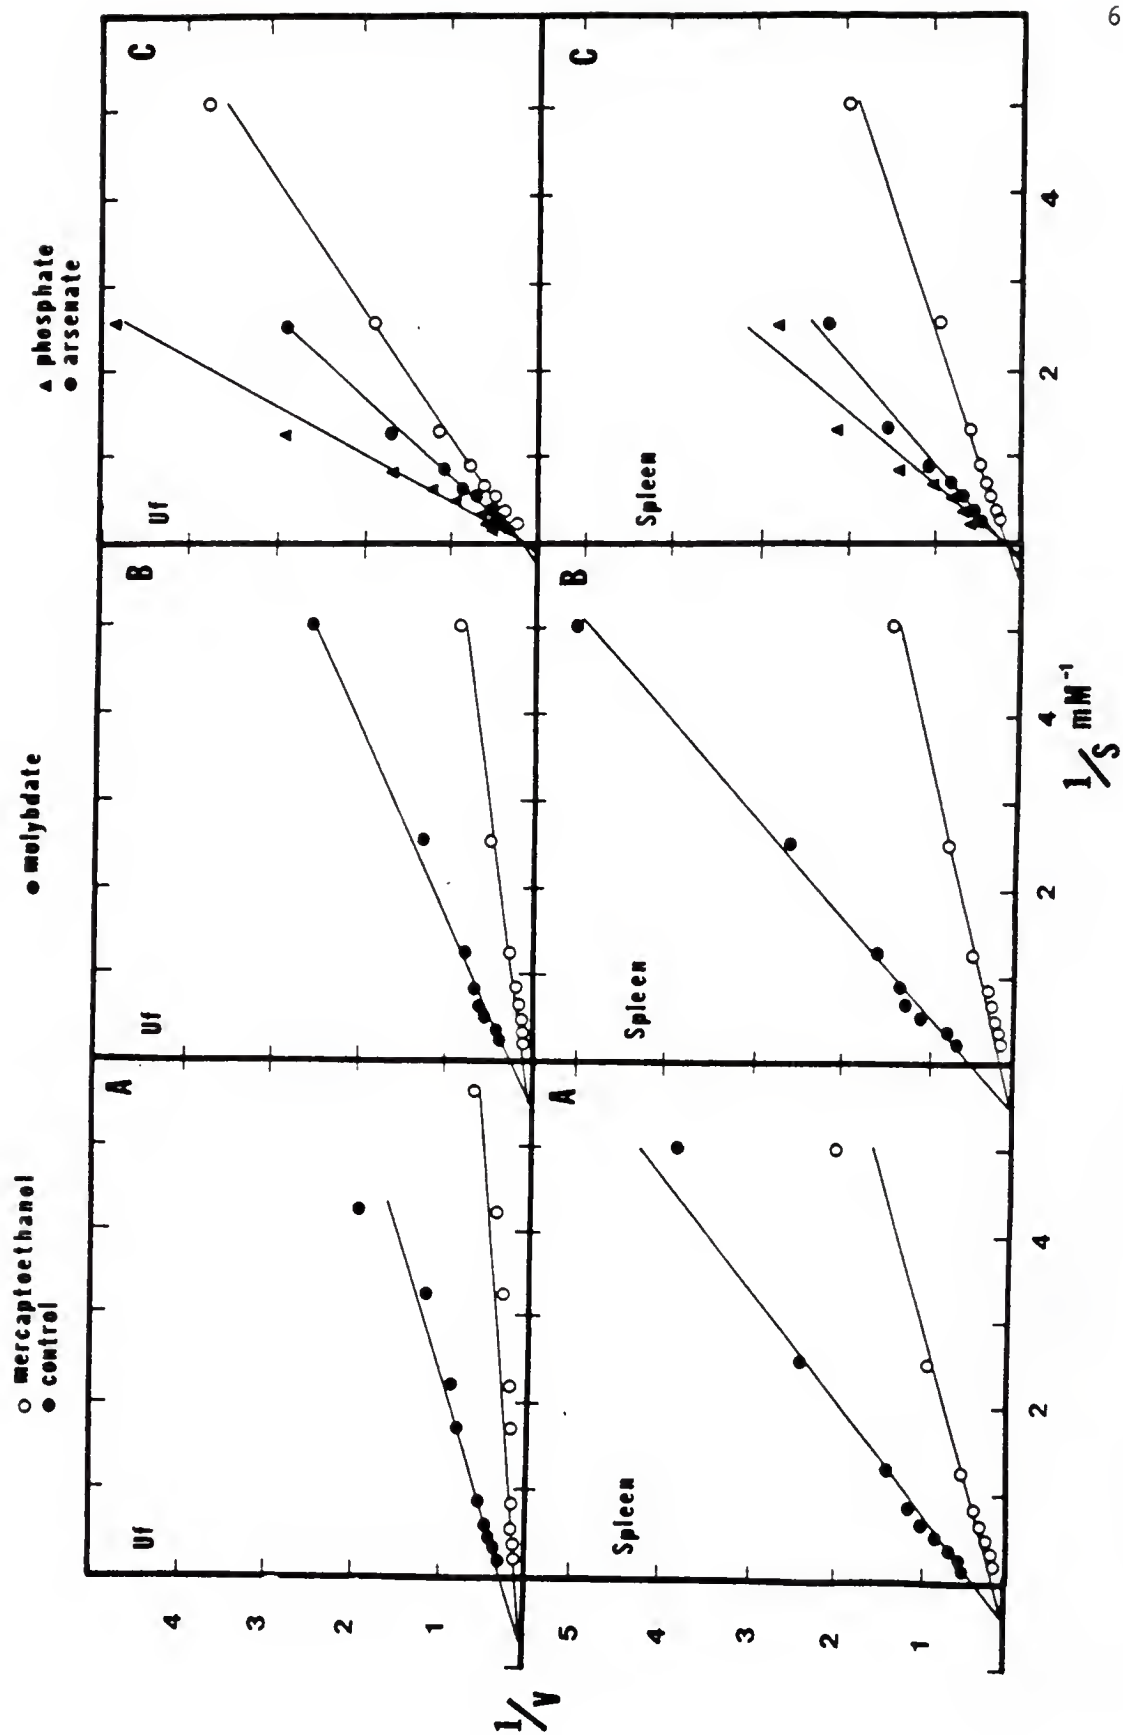 6
○ mercaptoethanol
● control
● molybdate
▲ phosphate
● arsenate
Uf
A
Uf
B
Uf
C
4
3
2
1
1/V
Spleen
A
Spleen
B
Spleen
C
5
4
3
2
1
2
4
2
4
2
4
1/S mM⁻¹